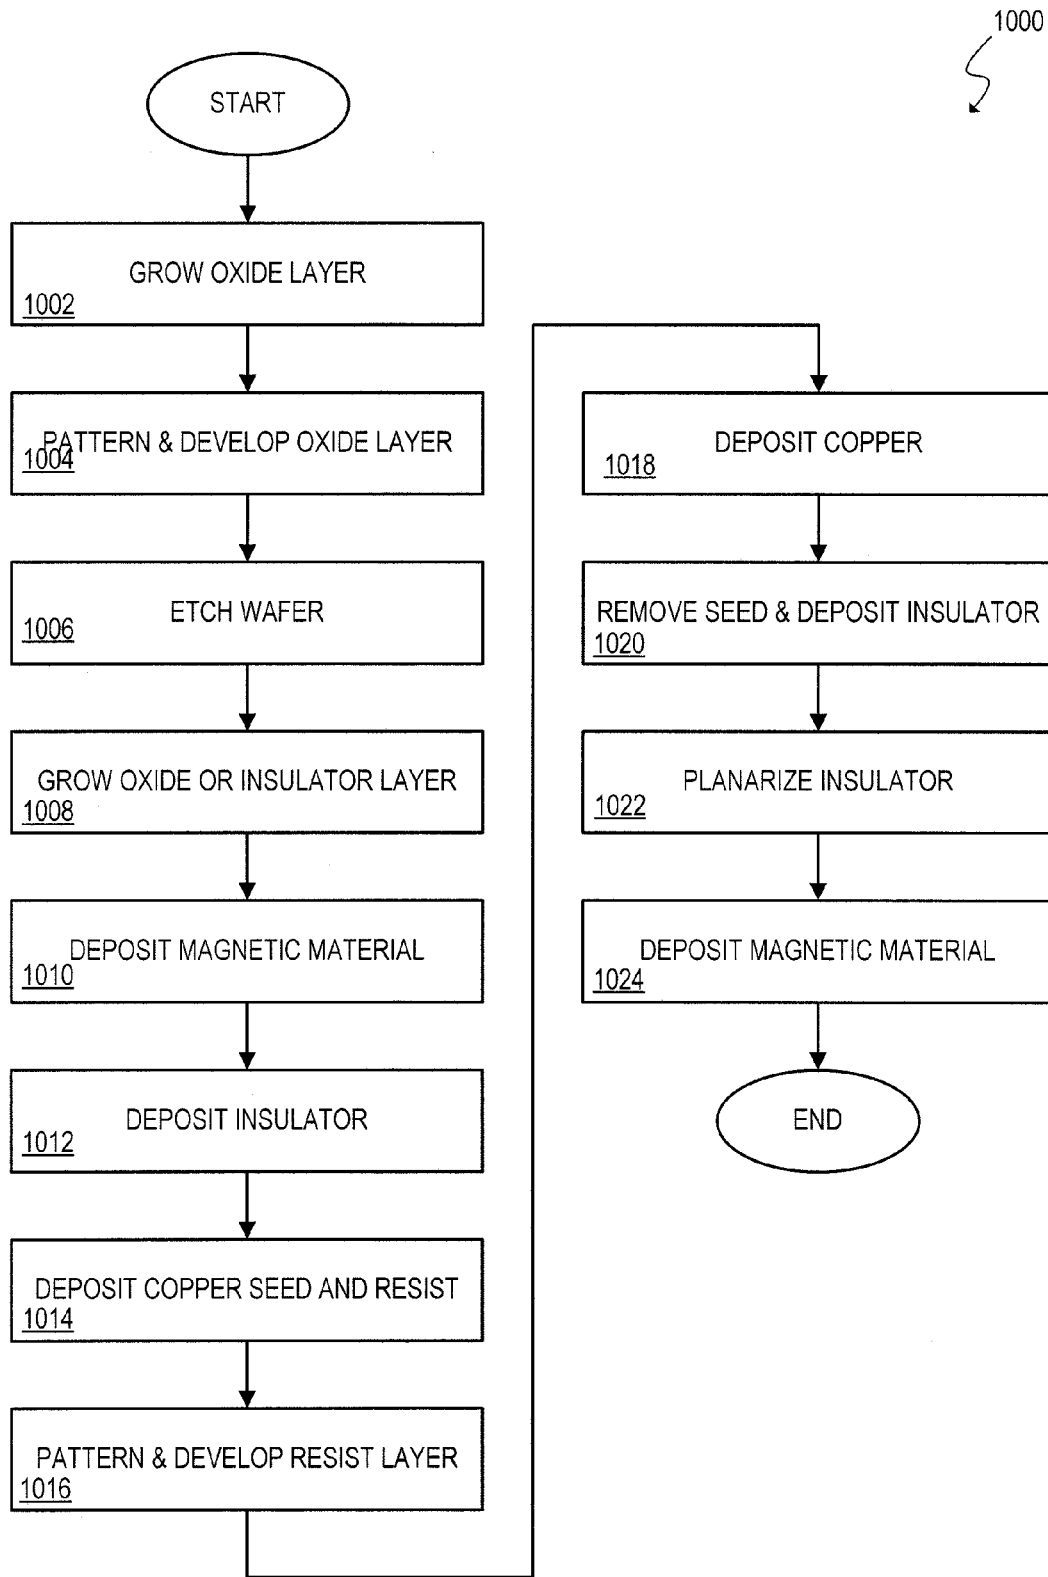 1000
START
GROW OXIDE LAYER
1002
PATTERN & DEVELOP OXIDE LAYER
1004
ETCH WAFER
1006
GROW OXIDE OR INSULATOR LAYER
1008
DEPOSIT MAGNETIC MATERIAL
1010
DEPOSIT INSULATOR
1012
DEPOSIT COPPER SEED AND RESIST
1014
PATTERN & DEVELOP RESIST LAYER
1016
DEPOSIT COPPER
1018
REMOVE SEED & DEPOSIT INSULATOR
1020
PLANARIZE INSULATOR
1022
DEPOSIT MAGNETIC MATERIAL
1024
END